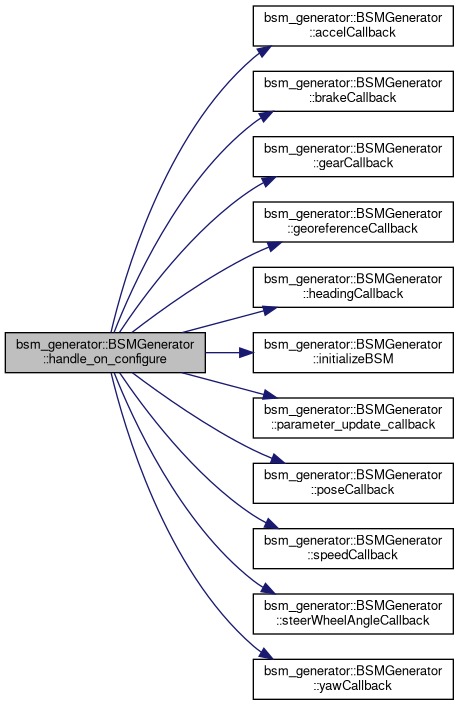 bsm_generator::BSMGenerator
::handle_on_configure
bsm_generator::BSMGenerator
::accelCallback
bsm_generator::BSMGenerator
::brakeCallback
bsm_generator::BSMGenerator
::gearCallback
bsm_generator::BSMGenerator
::georeferenceCallback
bsm_generator::BSMGenerator
::headingCallback
bsm_generator::BSMGenerator
::initializeBSM
bsm_generator::BSMGenerator
::parameter_update_callback
bsm_generator::BSMGenerator
::poseCallback
bsm_generator::BSMGenerator
::speedCallback
bsm_generator::BSMGenerator
::steerWheelAngleCallback
bsm_generator::BSMGenerator
::yawCallback